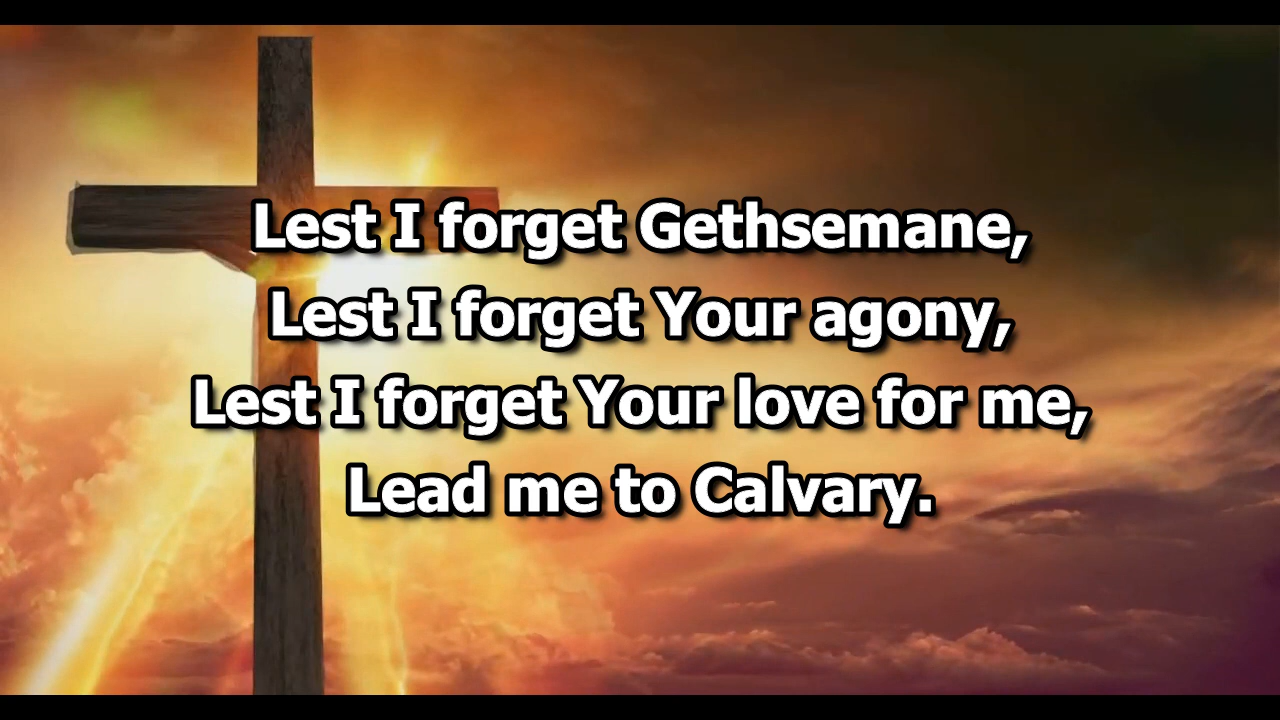 Lest I forget Gethsemane,
Lest I forget Your agony,
Lest I forget Your love for me,
Lead me to Calvary.